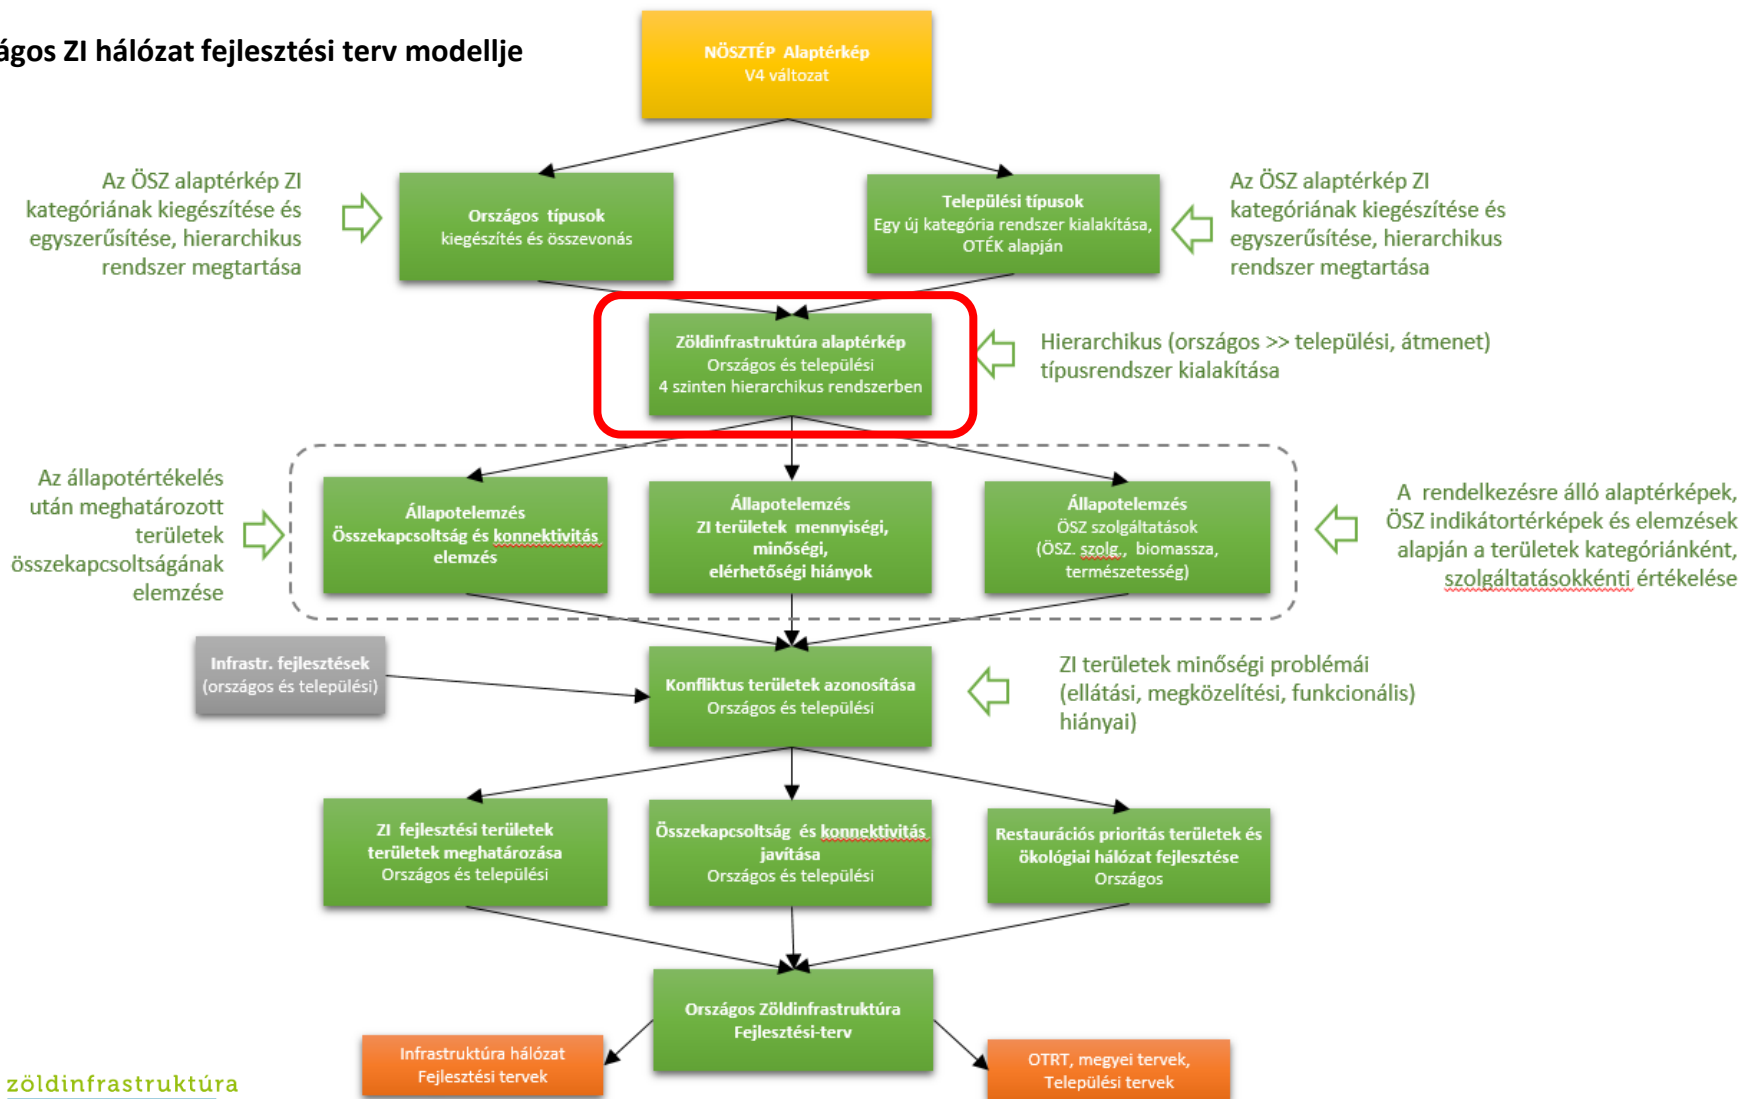 ágos ZI hálózat fejlesztési terv modellje
NÖSZTÉP Alaptérkép
V4 változat
Az ÖSZ alaptérkép ZI
kategóriának kiegészítése és
egyszerűsítése, hierarchikus
rendszer megtartása
Országos típusok
kiegészítés és összevonás
Települési típusok
Egy új kategória rendszer kialakítása,
OTÉK alapján
Az ÖSZ alaptérkép ZI
kategóriának kiegészítése és
egyszerűsítése, hierarchikus
rendszer megtartása
Zöldinfrastruktúra alaptérkép
Országos és települési
4 szinten hierarchikus rendszerben
Hierarchikus (országos >> települési, átmenet)
típusrendszer kialakítása
Az állapotértékelés
után meghatározott
területek
összekapcsoltságának
elemzése
Állapotelemzés
Összekapcsoltság és konnektivitás
elemzés
Állapotelemzés
ZI területek mennyiségi,
minőségi,
elérhetőségi hiányok
Állapotelemzés
ÖSZ szolgáltatások
(ÖSZ. szolg., biomassza,
természetesség)
A rendelkezésre álló alaptérképek,
ÖSZ indikátortérképek és elemzések
alapján a területek kategóriánként,
szolgáltatásokkénti értékelése
Infrastr. fejlesztések
(országos és települési)
Konfliktus területek azonosítása
Országos és települési
ZI területek minőségi problémái
(ellátási, megközelítési, funkcionális)
hiányai)
ZI fejlesztési területek
területek meghatározása
Országos és települési
Összekapcsoltság és konnektivitás
javítása
Országos és települési
Restaurációs prioritás területek és
ökológiai hálózat fejlesztése
Országos
Országos Zöldinfrastruktúra
Fejlesztési-terv
Infrastruktúra hálózat
Fejlesztési tervek
OTRT, megyei tervek,
Települési tervek
zöldinfrastruktúra